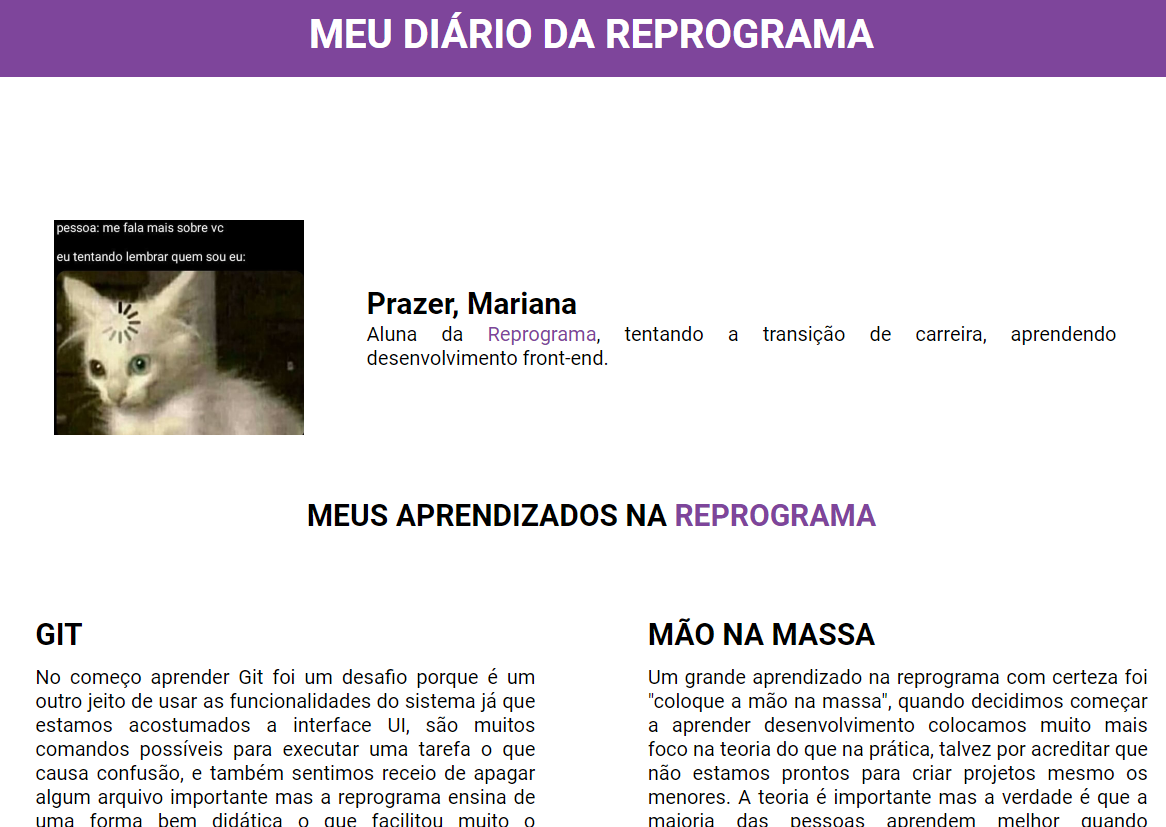 MEU DIÁRIO DA REPROGRAMA
pessoa: me fala mais sobre vc
eu tentando lembrar quem sou eu:
Prazer, Mariana
Aluna da Reprograma, tentando a transição de carreira, aprendendo
desenvolvimento front-end.
MEUS APRENDIZADOS NA REPROGRAMA
GIT
No começo aprender Git foi um desafio porque é um
outro jeito de usar as funcionalidades do sistema já que
estamos acostumados a interface UI, são muitos
comandos possíveis para executar uma tarefa o que
causa confusão, e também sentimos receio de apagar
algum arquivo importante mas a reprograma ensina de
uma forma bem didática o que facilitou muito o
MÃO NA MASSA
Um grande aprendizado na reprograma com certeza foi
"coloque a mão na massa", quando decidimos começar
a aprender desenvolvimento colocamos muito mais
foco na teoria do que na prática, talvez por acreditar que
não estamos prontos para criar projetos mesmo os
menores. A teoria é importante mas a verdade é que a
maioria das pessoas aprendem melhor quando